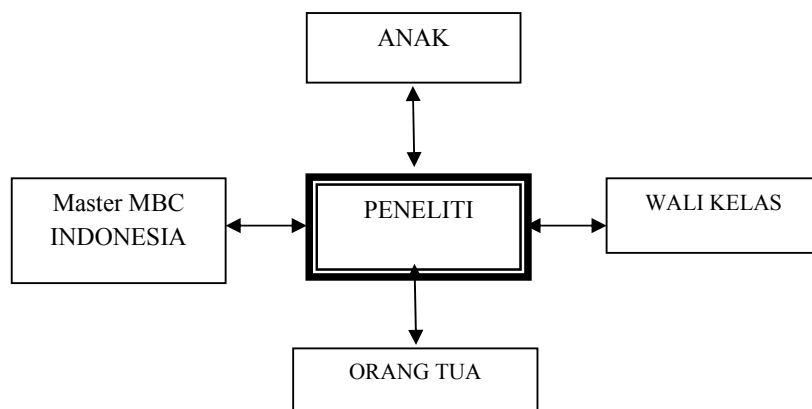 ANAK
Master MBC
INDONESIA
PENELITI
WALI KELAS
ORANG TUA